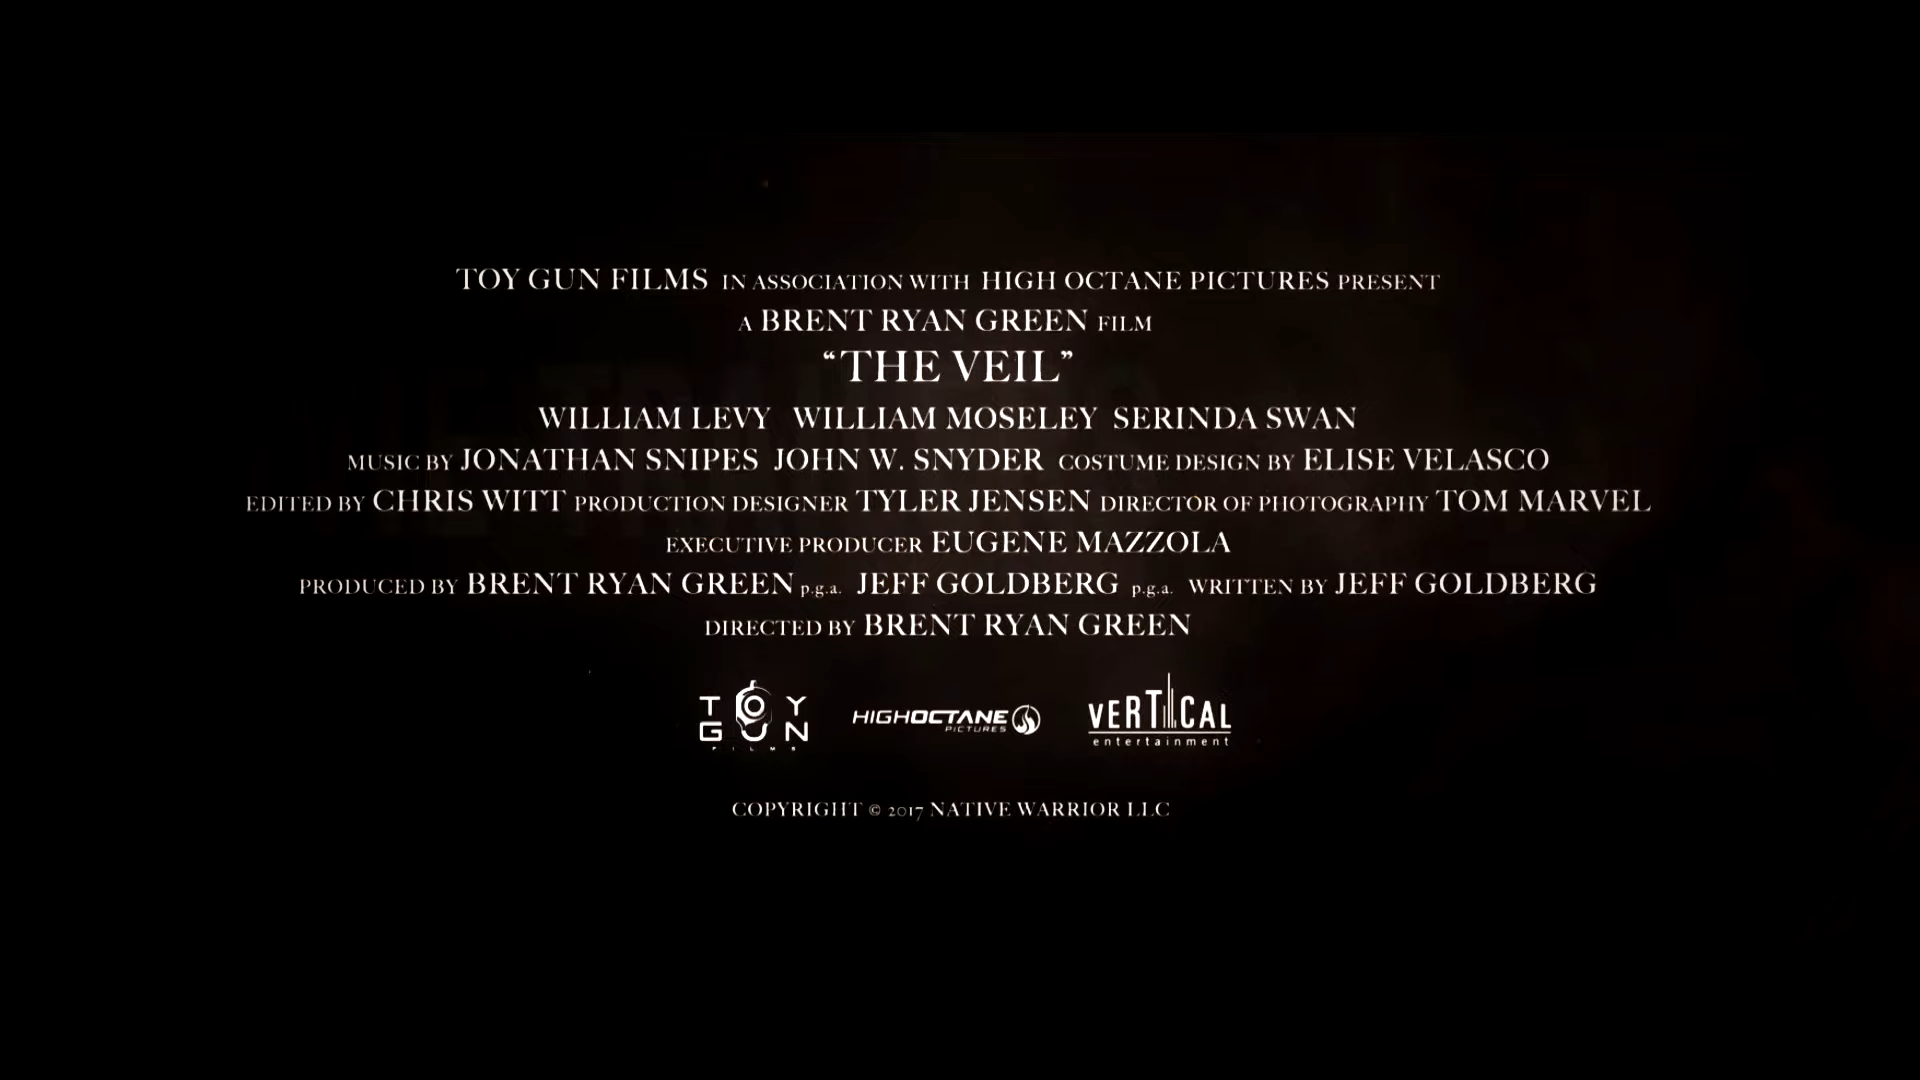 TOY GUN FILMS IN ASSOCIATION WITH HIGH OCTANE PICTURES PRESENT
A BRENT RYAN GREEN FILM
“THE VEIL”
WILLIAM LEVY WILLIAM MOSELEY SERINDA SWAN
MUSIC BY JONATHAN SNIPES JOHN W. SNYDER COSTUME DESIGN BY ELISE VELASCO
EDITED BY CHRIS WITT PRODUCTION DESIGNER TYLER JENSEN DIRECTOR OF PHOTOGRAPHY TOM MARVEL
EXECUTIVE PRODUCER EUGENE MAZZOLA
PRODUCED BY BRENT RYAN GREEN p.g.a. JEFF GOLDBERG p.g.a. WRITTEN BY JEFF GOLDBERG
DIRECTED BY BRENT RYAN GREEN
TOY
GUN
FILMS
HIGHOCTANE
PICTURES
VERTICAL
entertainment
COPYRIGHT © 2017 NATIVE WARRIOR LLC